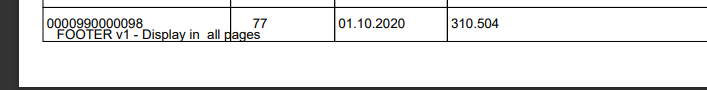 0000990000098 77 01.10.2020 310.504
FOOTER v1 - Display in  all pages